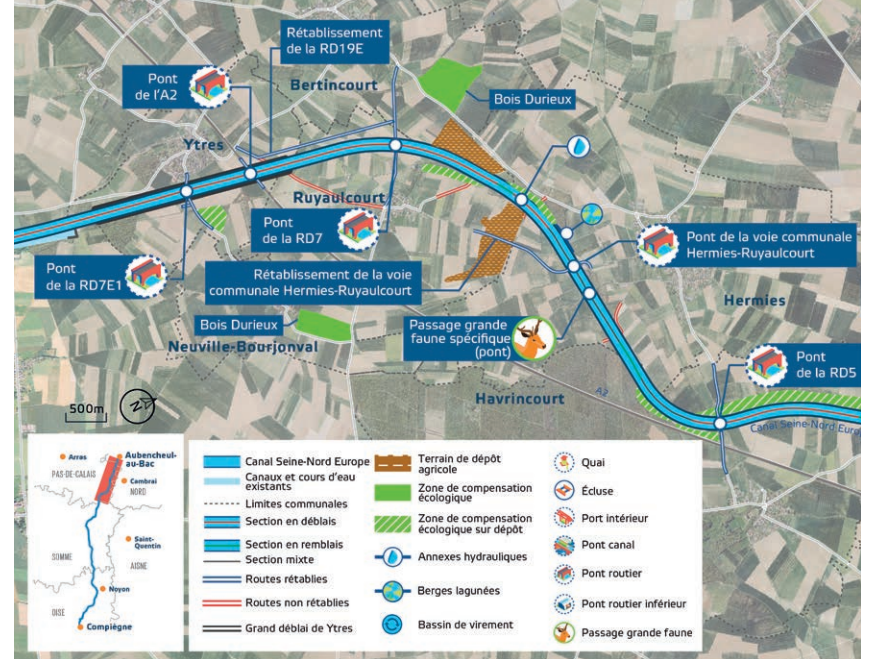 Rétablissement
de la RD19E
Pont
de l'A2
Bertincourt
Bois Durieux
Ytres
Ruyaulcourt
Pont
de la RD7
Pont
de la RD7E1
Rétablissement de la voie
communale Hermies-Ruyaulcourt
Pont de la voie communale
Hermies-Ruyaulcourt
Hermies
Bois Durieux
Neuville-Bourjonval
Passage grande
faune spécifique
(pont)
Pont
de la RD5
Havrincourt
A2
Canal Seine-Nord Euro
500m
N
Arras
Aubencheul-
au-Bac
PAS-DE-CALAIS
Cambrai
NORD
Saint-
Quentin
SOMME
AISNE
Noyon
OISE
Compiègne
Canal Seine-Nord Europe
Canaux et cours d'eau
existants
Limites communales
Section en déblais
Section en remblais
Section mixte
Routes rétablies
Routes non rétablies
Grand déblai de Ytres
Terrain de dépôt
agricole
Zone de compensation
écologique
Zone de compensation
écologique sur dépôt
Annexes hydrauliques
Berges lagunées
Bassin de virement
Quai
Écluse
Port intérieur
Pont canal
Pont routier
Pont routier inférieur
Passage grande faune